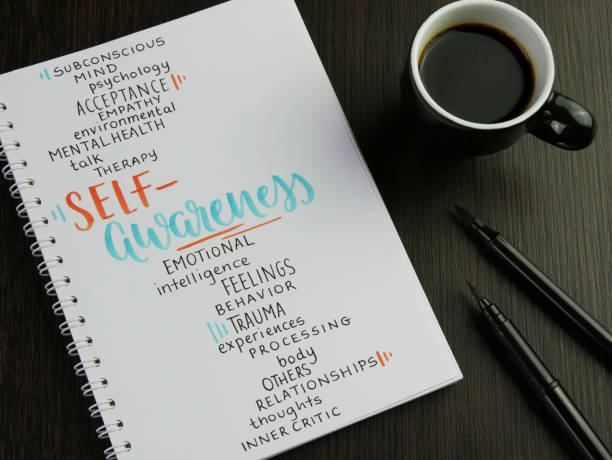 SUBCONSCIOUS
MIND
psychology
ACCEPTANCE
EMPATHY
environmental
MENTAL HEALTH
talk
THERAPY
SELF-
awareness
EMOTIONAL
intelligence
FEELINGS
BEHAVIOR
TRAUMA
experiences
PROCESSING
body
OTHERS
RELATIONSHIPS
thoughts
INNER CRITIC